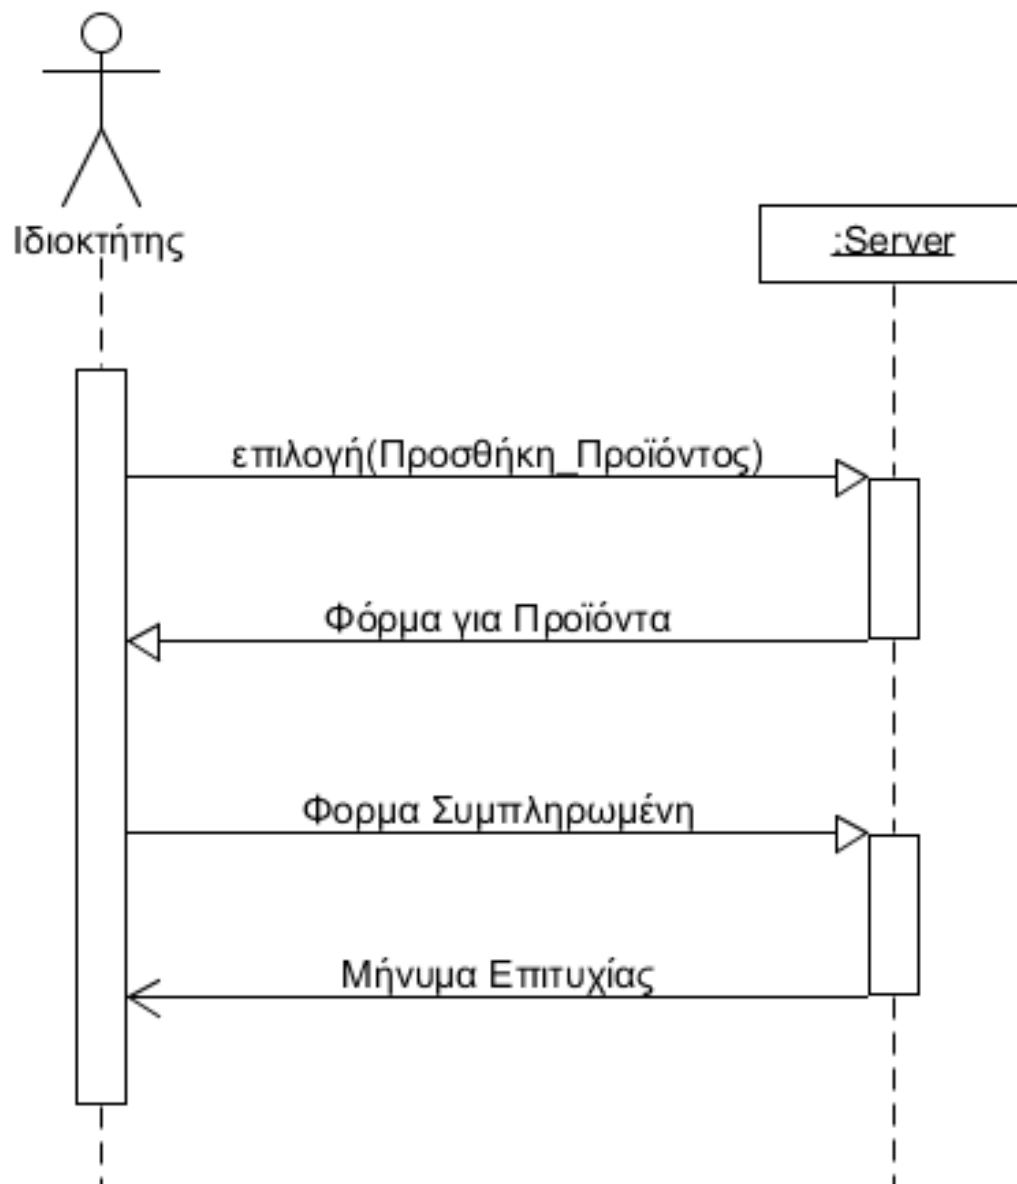 Ιδιοκτήτης
:Server
επιλογή(Προσθήκη_Προϊόντος)
Φόρμα για Προϊόντα
Φορμα Συμπληρωμένη
Μήνυμα Επιτυχίας